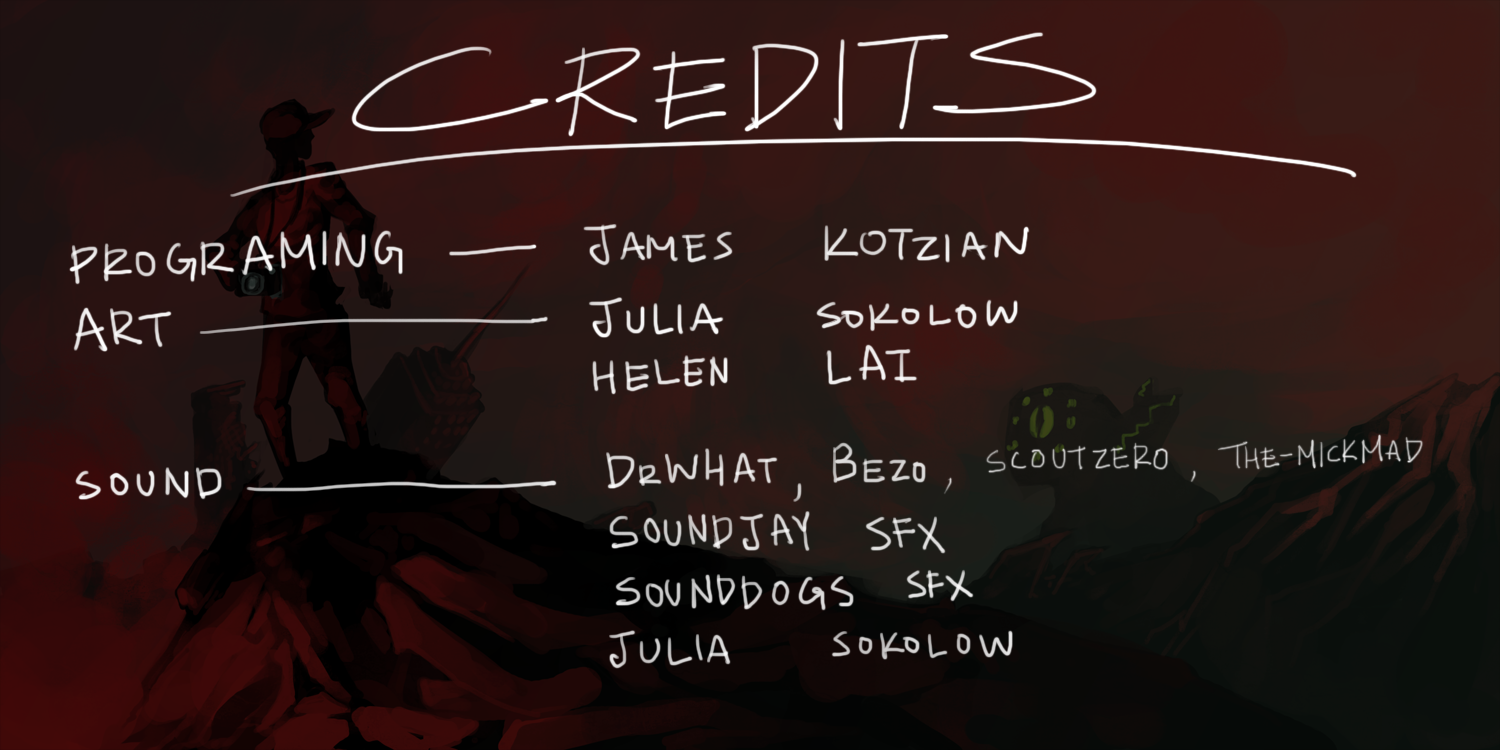 CREDITS
PROGRAMING — JAMES KOTZIAN
ART — JULIA SOKOLOW
HELEN LAI
SOUND — DRWHAT, BEZO, SCOUTZERO, THE-MICKMAD
SOUNDJAY SFX
SOUNDDOGS SFX
JULIA SOKOLOW